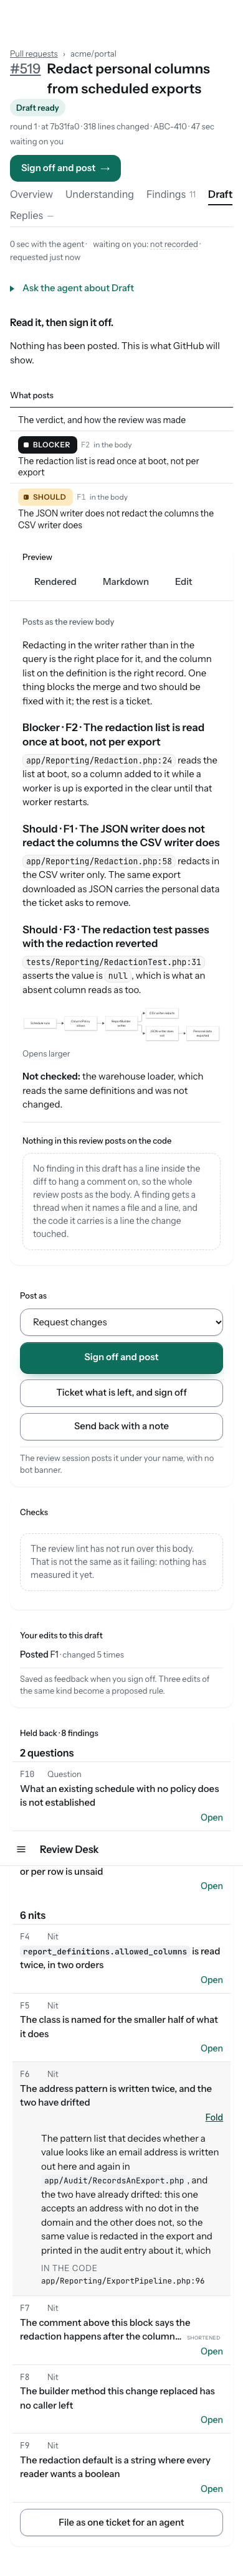 Pull requests › acme/portal
#519 Redact personal columns
from scheduled exports
Draft ready
round 1 · at 7b31fa0 · 318 lines changed · ABC-410 · 47 sec
waiting on you
Sign off and post →
Overview Understanding Findings 11 Draft
Replies —
0 sec with the agent · waiting on you: not recorded ·
requested just now
Ask the agent about Draft
Read it, then sign it off.
Nothing has been posted. This is what GitHub will
show.
What posts
The verdict, and how the review was made
BLOCKER F2 in the body
The redaction list is read once at boot, not per
export
SHOULD F1 in the body
The JSON writer does not redact the columns the
CSV writer does
Preview
Rendered Markdown Edit
Posts as the review body
Redacting in the writer rather than in the
query is the right place for it, and the column
list on the definition is the right record. One
thing blocks the merge and two should be
fixed with it; the rest is a ticket.
Blocker · F2 · The redaction list is read
once at boot, not per export
app/Reporting/Redaction.php:24 reads the
list at boot, so a column added to it while a
worker is up is exported in the clear until that
worker restarts.
Should · F1 · The JSON writer does not
redact the columns the CSV writer does
app/Reporting/Redaction.php:58 redacts in
the CSV writer only. The same export
downloaded as JSON carries the personal data
the ticket asks to remove.
Should · F3 · The redaction test passes
with the redaction reverted
tests/Reporting/RedactionTest.php:31
asserts the value is null, which is what an
absent column reads as too.
Opens larger
Not checked: the warehouse loader, which
reads the same definitions and was not
changed.
Nothing in this review posts on the code
No finding in this draft has a line inside the
diff to hang a comment on, so the whole
review posts as the body. A finding gets a
thread when it names a file and a line, and
the code it carries is a line the change
touched.
Post as
Request changes
Sign off and post
Ticket what is left, and sign off
Send back with a note
The review session posts it under your name, with no
bot banner.
Checks
The review lint has not run over this body.
That is not the same as it failing: nothing has
measured it yet.
Your edits to this draft
Posted F1 · changed 5 times
Saved as feedback when you sign off. Three edits of
the same kind become a proposed rule.
Held back · 8 findings
2 questions
F10 Question
What an existing schedule with no policy does
is not established
Open
Review Desk
or per row is unsaid
Open
6 nits
F4 Nit
report_definitions.allowed_columns is read
twice, in two orders
Open
F5 Nit
The class is named for the smaller half of what
it does
Open
F6 Nit
The address pattern is written twice, and the
two have drifted
Fold
The pattern that decides whether a
value looks like an email address is written
out here and again in
app/Audit/RecordsAnExport.php, and
the two have already drifted: this one
accepts an address with no dot in the
domain and the other does not, so the
same value is redacted in the export and
printed in the audit entry about it, which
IN THE CODE
app/Reporting/ExportPipeline.php:96
F7 Nit
The comment above this block says the
redaction happens after the column... SHORTENED
Open
F8 Nit
The builder method this change replaced has
no caller left
Open
F9 Nit
The redaction default is a string where every
reader wants a boolean
Open
File as one ticket for an agent